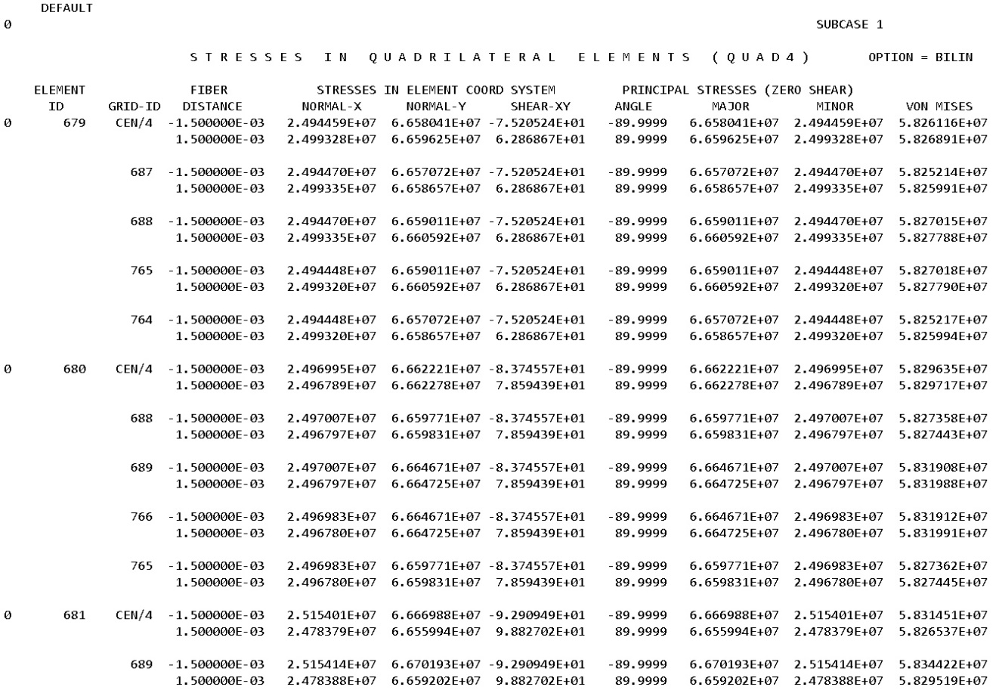 DEFAULT
0 SUBCASE 1
S T R E S S E S   I N   Q U A D R I L A T E R A L   E L E M E N T S   ( Q U A D 4 ) OPTION = BILIN
ELEMENT FIBER STRESSES IN ELEMENT COORD SYSTEM PRINCIPAL STRESSES (ZERO SHEAR)
ID GRID-ID DISTANCE NORMAL-X NORMAL-Y SHEAR-XY ANGLE MAJOR MINOR VON MISES
0 679 CEN/4 -1.500000E-03 2.494459E+07 6.658041E+07 -7.520524E+01 -89.9999 6.658041E+07 2.494459E+07 5.826116E+07
1.500000E-03 2.499328E+07 6.659625E+07 6.286867E+01 89.9999 6.659625E+07 2.499328E+07 5.826891E+07
687 -1.500000E-03 2.494470E+07 6.657072E+07 -7.520524E+01 -89.9999 6.657072E+07 2.494470E+07 5.825214E+07
1.500000E-03 2.499335E+07 6.658657E+07 6.286867E+01 89.9999 6.658657E+07 2.499335E+07 5.825991E+07
688 -1.500000E-03 2.494470E+07 6.659011E+07 -7.520524E+01 -89.9999 6.659011E+07 2.494470E+07 5.827015E+07
1.500000E-03 2.499335E+07 6.660592E+07 6.286867E+01 89.9999 6.660592E+07 2.499335E+07 5.827788E+07
765 -1.500000E-03 2.494448E+07 6.659011E+07 -7.520524E+01 -89.9999 6.659011E+07 2.494448E+07 5.827018E+07
1.500000E-03 2.499320E+07 6.660592E+07 6.286867E+01 89.9999 6.660592E+07 2.499320E+07 5.827790E+07
764 -1.500000E-03 2.494448E+07 6.657072E+07 -7.520524E+01 -89.9999 6.657072E+07 2.494448E+07 5.825217E+07
1.500000E-03 2.499320E+07 6.658657E+07 6.286867E+01 89.9999 6.658657E+07 2.499320E+07 5.825994E+07
0 680 CEN/4 -1.500000E-03 2.496995E+07 6.662221E+07 -8.374557E+01 -89.9999 6.662221E+07 2.496995E+07 5.829635E+07
1.500000E-03 2.496789E+07 6.662278E+07 7.859439E+01 89.9999 6.662278E+07 2.496789E+07 5.829717E+07
688 -1.500000E-03 2.497007E+07 6.659771E+07 -8.374557E+01 -89.9999 6.659771E+07 2.497007E+07 5.827358E+07
1.500000E-03 2.496797E+07 6.659831E+07 7.859439E+01 89.9999 6.659831E+07 2.496797E+07 5.827443E+07
689 -1.500000E-03 2.497007E+07 6.664671E+07 -8.374557E+01 -89.9999 6.664671E+07 2.497007E+07 5.831908E+07
1.500000E-03 2.496797E+07 6.664725E+07 7.859439E+01 89.9999 6.664725E+07 2.496797E+07 5.831988E+07
766 -1.500000E-03 2.496983E+07 6.664671E+07 -8.374557E+01 -89.9999 6.664671E+07 2.496983E+07 5.831912E+07
1.500000E-03 2.496780E+07 6.664725E+07 7.859439E+01 89.9999 6.664725E+07 2.496780E+07 5.831991E+07
765 -1.500000E-03 2.496983E+07 6.659771E+07 -8.374557E+01 -89.9999 6.659771E+07 2.496983E+07 5.827362E+07
1.500000E-03 2.496780E+07 6.659831E+07 7.859439E+01 89.9999 6.659831E+07 2.496780E+07 5.827445E+07
0 681 CEN/4 -1.500000E-03 2.515401E+07 6.666988E+07 -9.290949E+01 -89.9999 6.666988E+07 2.515401E+07 5.831451E+07
1.500000E-03 2.478379E+07 6.655994E+07 9.882702E+01 89.9999 6.655994E+07 2.478379E+07 5.826537E+07
689 -1.500000E-03 2.515414E+07 6.670193E+07 -9.290949E+01 -89.9999 6.670193E+07 2.515414E+07 5.834422E+07
1.500000E-03 2.478388E+07 6.659202E+07 9.882702E+01 89.9999 6.659202E+07 2.478388E+07 5.829519E+07